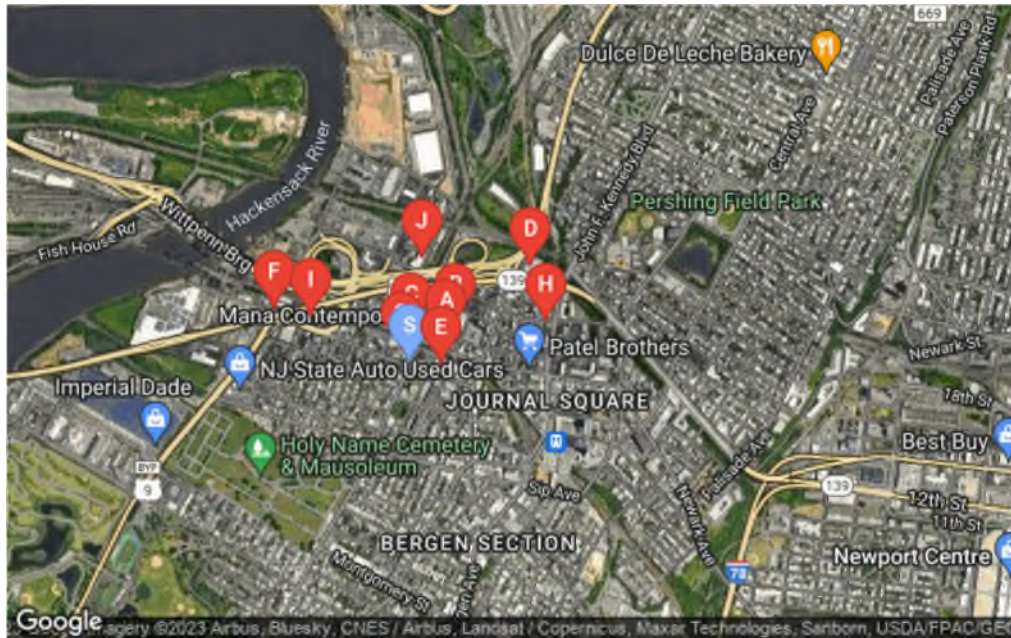 669
Palisade Ave
Paterson Plank Rd
Dulce De Leche Bakery
Central Ave
Hackensack River
John F. Kennedy Blvd
Pershing Field Park
Fish House Rd
Wittpenn Brg
J
D
F
I
139
H
C
B
A
Mana Contempo
S
E
Patel Brothers
Newark St
NJ State Auto Used Cars
Imperial Dade
JOURNAL SQUARE
18th St
Best Buy
Holy Name Cemetery
& Mausoleum
Palisade Ave
BYP
9
Sip Ave
139
12th St
11th St
Newark Ave
BERGEN SECTION
Newport Centre
Montgomery St
78
Google
Imagery ©2023 Airbus, Bluesky, CNES / Airbus, Landsat / Copernicus, Maxar Technologies, Sanborn, USDA/FPAC/GEO